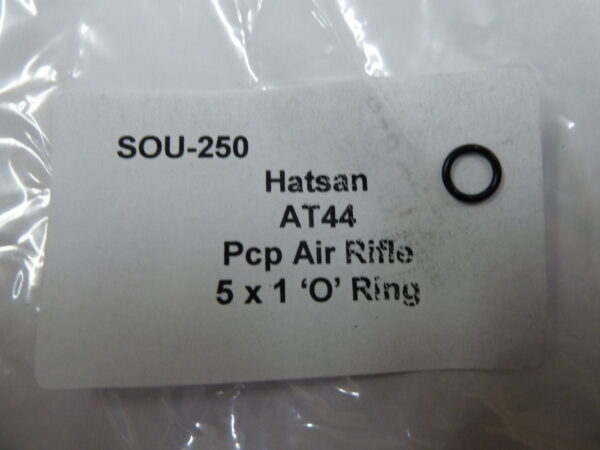 SOU-250
Hatsan
AT44
Pcp Air Rifle
5 x 1 ‘O’ Ring